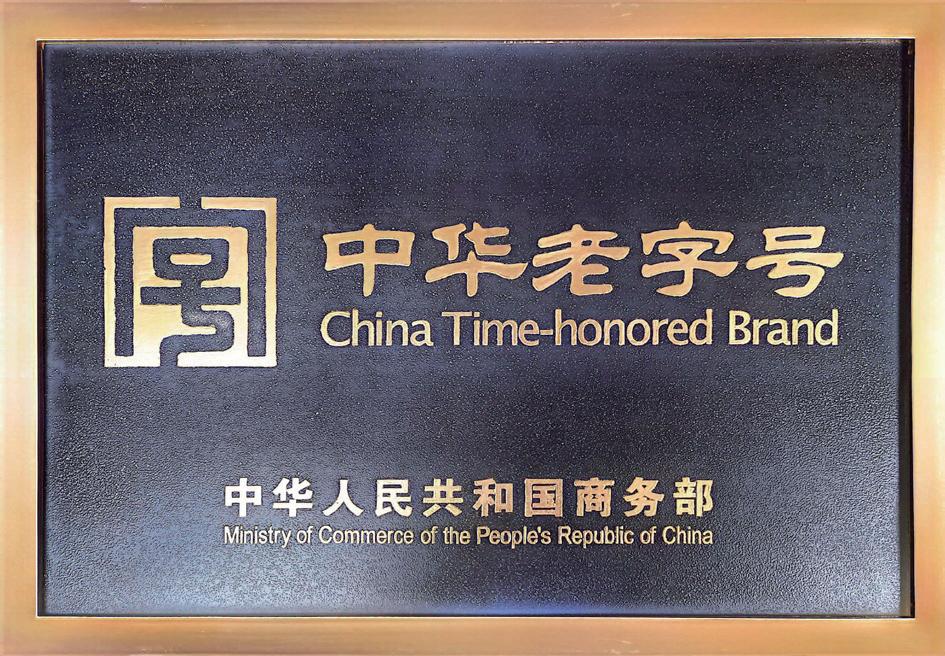 中华老字号
China Time-honored Brand
中华人民共和国商务部
Ministry of Commerce of the People's Republic of China